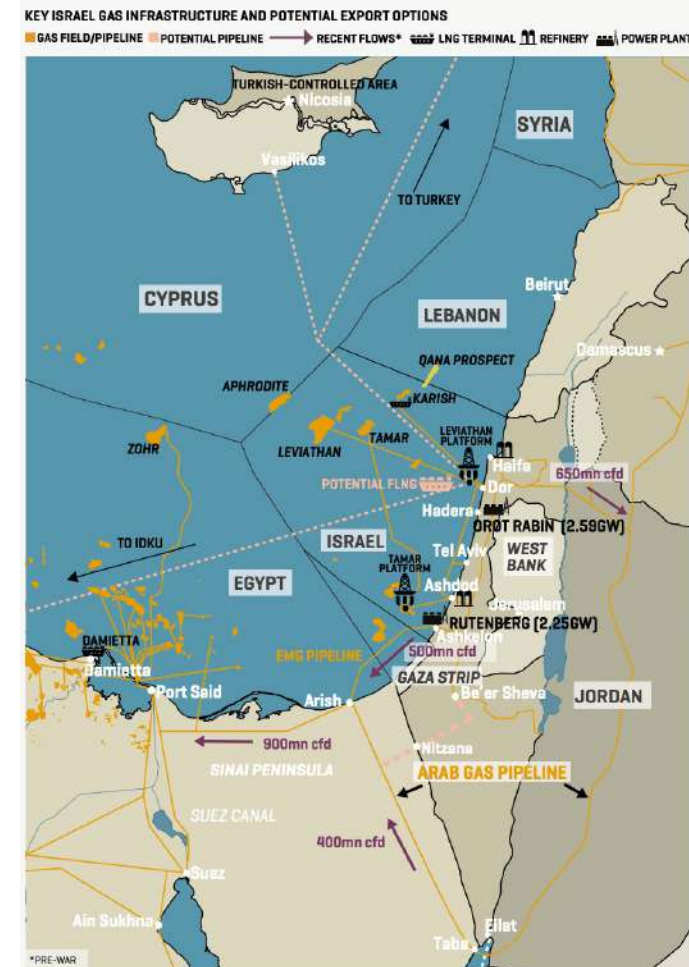 KEY ISRAEL GAS INFRASTRUCTURE AND POTENTIAL EXPORT OPTIONS
GAS FIELD/PIPELINE POTENTIAL PIPELINE RECENT FLOWS* LNG TERMINAL REFINERY POWER PLANT
TURKISH-CONTROLLED AREA
Nicosia
SYRIA
Vasilikos
TO TURKEY
Beirut
CYPRUS
LEBANON
Damascus
QANA PROSPECT
APHRODITE
KARISH
LEVIATHAN
PLATFORM
ZOHR
LEVIATHAN
TAMAR
Haifa
650mn cfd
POTENTIAL FLNG
Dor
Hadera
OROT RABIN (2.59GW)
TO IDKU
ISRAEL
Tel Aviv
WEST
BANK
TAMAR
PLATFORM
EGYPT
Ashdod
Jerusalem
RUTENBERG (2.25GW)
DAMIETTA
Ashkelon
Damietta
EMG PIPELINE
500mn cfd
GAZA STRIP
Port Said
Arish
Be'er Sheva
JORDAN
900mn cfd
Nitzana
SINAI PENINSULA
ARAB GAS PIPELINE
SUEZ CANAL
400mn cfd
Suez
Ain Sukhna
Eilat
Taba
*PRE-WAR